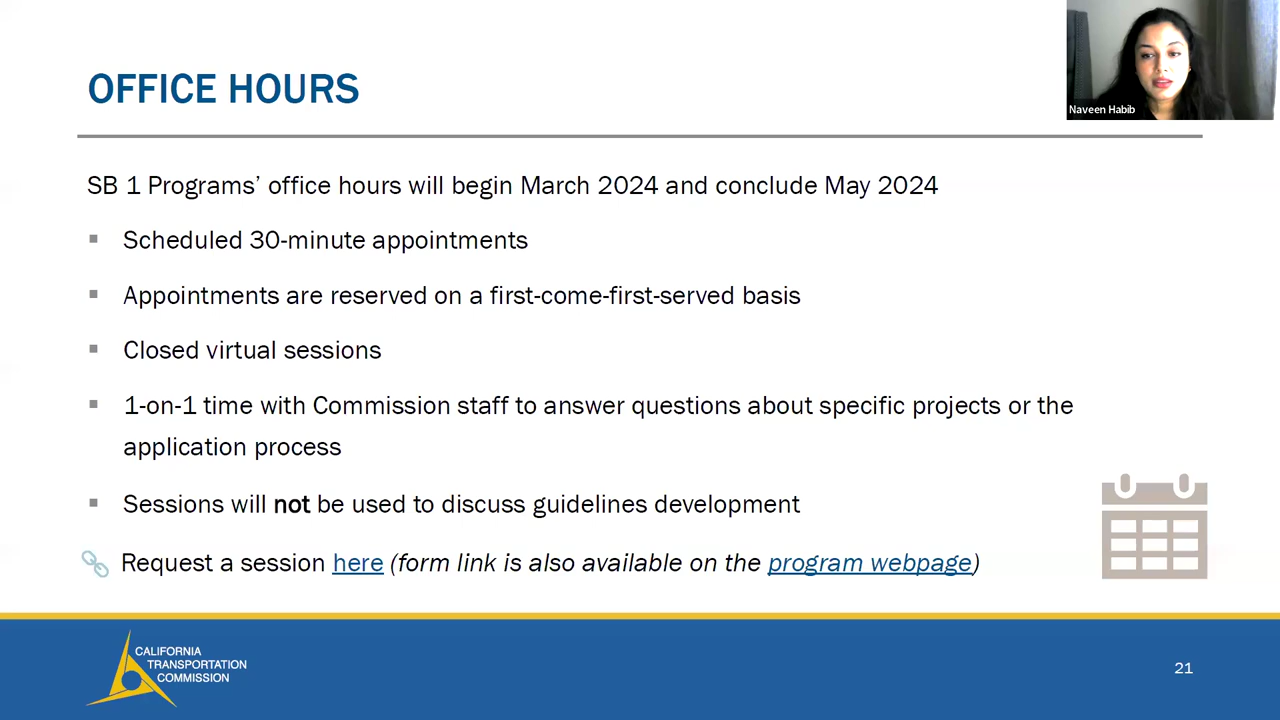 OFFICE HOURS
Naveen Habib
SB 1 Programs’ office hours will begin March 2024 and conclude May 2024
▪ Scheduled 30-minute appointments
▪ Appointments are reserved on a first-come-first-served basis
▪ Closed virtual sessions
▪ 1-on-1 time with Commission staff to answer questions about specific projects or the
application process
▪ Sessions will not be used to discuss guidelines development
Request a session here (form link is also available on the program webpage)
CALIFORNIA
TRANSPORTATION
COMMISSION
21